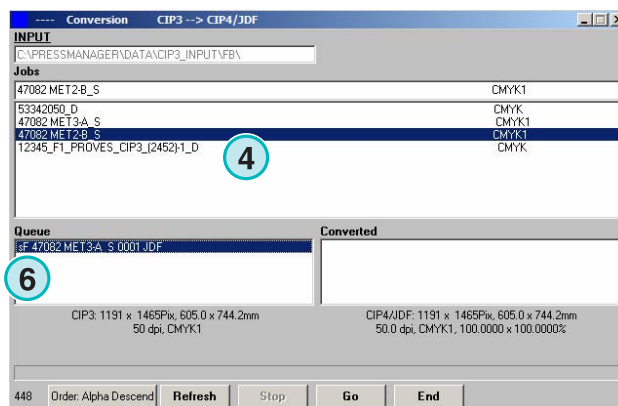 ---- Conversion CIP3 --> CIP4/JDF
INPUT
C:\PRESSMANAGER\DATA\CIP3_INPUT\FB\
Jobs
47082 MET2-B_S CMYK1
53342050_D CMYK
47082 MET3-A_S CMYK1
47082 MET2-B_S CMYK1
12345_F1_PROVES_CIP3_(2452)-1_D CMYK
4
Queue Converted
sF 47082 MET3-A_S 0001 JDF
6
CIP3: 1191 x 1465Pix, 605.0 x 744.2mm CIP4/JDF: 1191 x 1465Pix, 605.0 x 744.2mm
50 dpi, CMYK1 50.0 dpi, CMYK1, 100.0000 x 100.0000%
448 Order: Alpha Descend Refresh Stop Go End